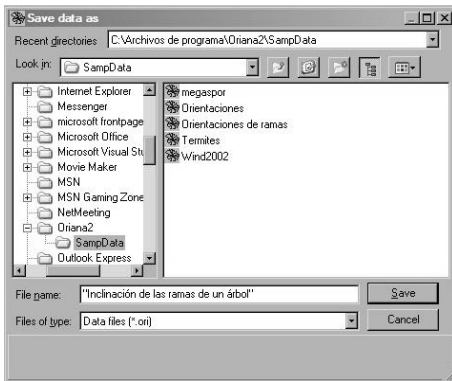 Save data as
Recent directories C:\Archivos de programa\Oriana2\SampData
Look in: SampData
Internet Explorer
Messenger
microsoft frontpage
Microsoft Office
Microsoft Visual Stu
Movie Maker
MSN
MSN Gaming Zone
NetMeeting
Oriana2
SampData
Outlook Express
megaspor
Orientaciones
Orientaciones de ramas
Termites
Wind2002
File name: "Inclinación de las ramas de un árbol" Save
Files of type: Data files (*.ori) Cancel